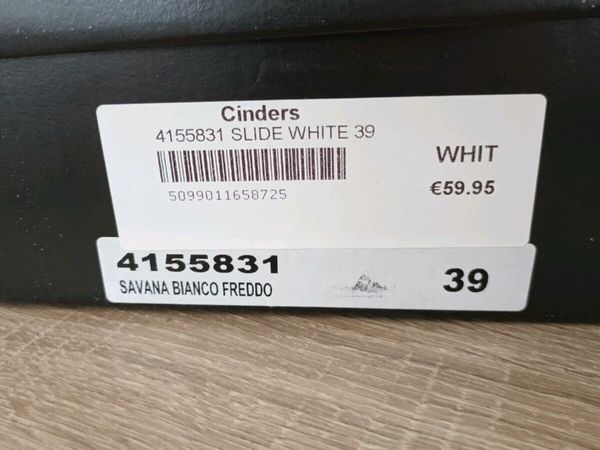 Cinders
4155831 SLIDE WHITE 39
WHIT
5099011658725
€59.95
4155831
SAVANA BIANCO FREDDO
39